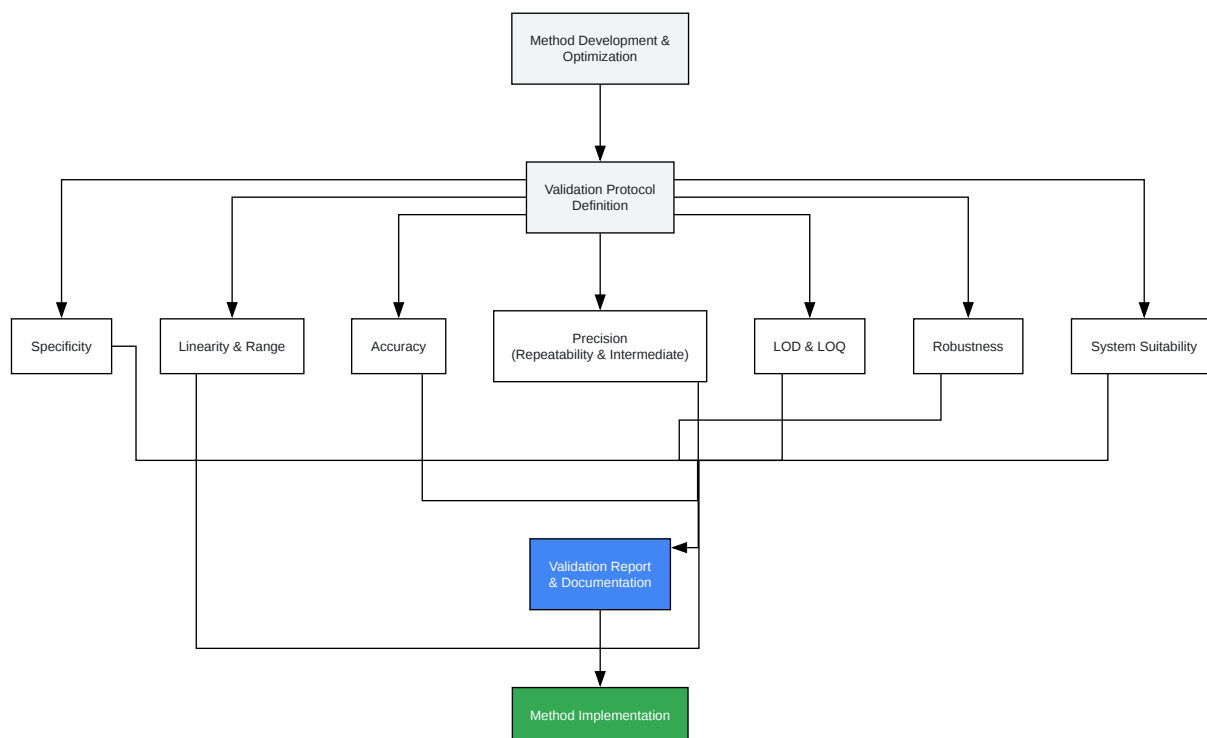 Method Development &
Optimization
Validation Protocol
Definition
Specificity
Linearity & Range
Accuracy
Precision
(Repeatability & Intermediate)
LOD & LOQ
Robustness
System Suitability
Validation Report
& Documentation
Method Implementation